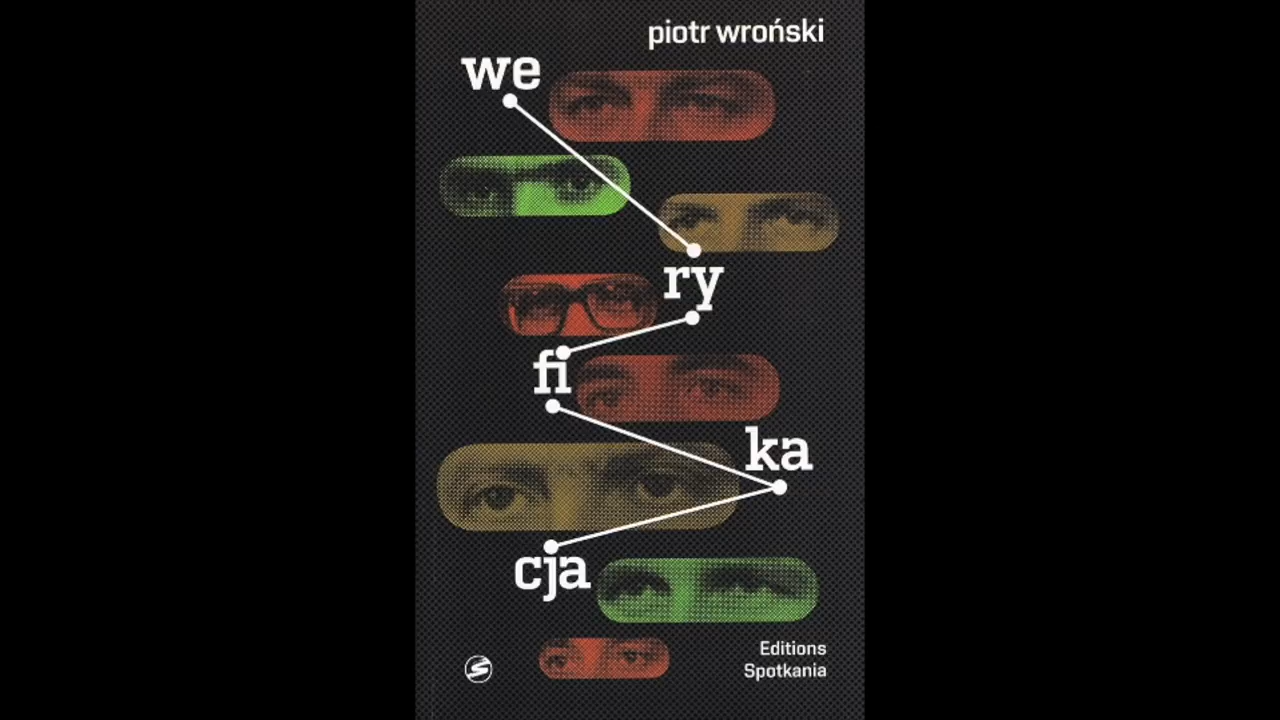 piotr wroński
we
ry
fi
ka
cja
Editions
Spotkania